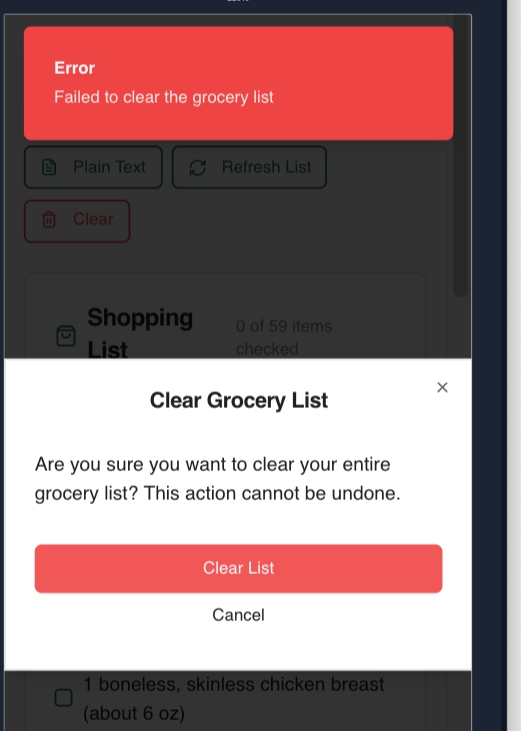 Error
Failed to clear the grocery list
Plain Text
Refresh List
Clear
Shopping
List
0 of 59 items
checked
Clear Grocery List
Are you sure you want to clear your entire
grocery list? This action cannot be undone.
Clear List
Cancel
1 boneless, skinless chicken breast
(about 6 oz)